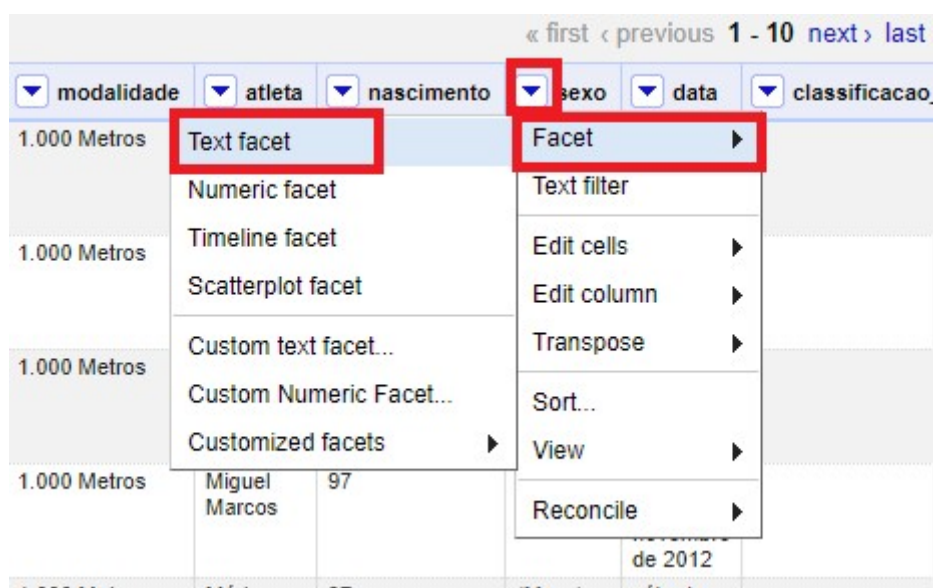 « first ‹ previous 1 - 10 next › last
modalidade atleta nascimento sexo data classificacao_
1.000 Metros
Text facet
Numeric facet
Timeline facet
Scatterplot facet
Custom text facet...
Custom Numeric Facet...
Customized facets
Facet
Text filter
Edit cells
Edit column
Transpose
Sort...
View
Reconcile
1.000 Metros
1.000 Metros
1.000 Metros Miguel 97
Marcos
de 2012